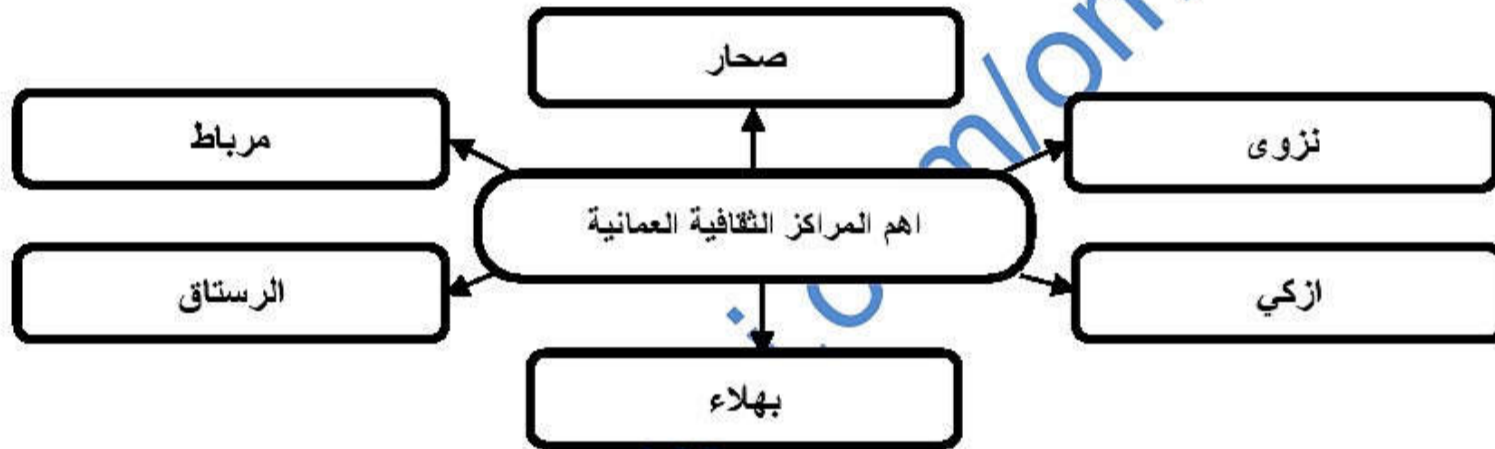 صحار
نزوى
مرباط
اهم المراكز الثقافية العمانية
ازكي
الرستاق
بهلاء